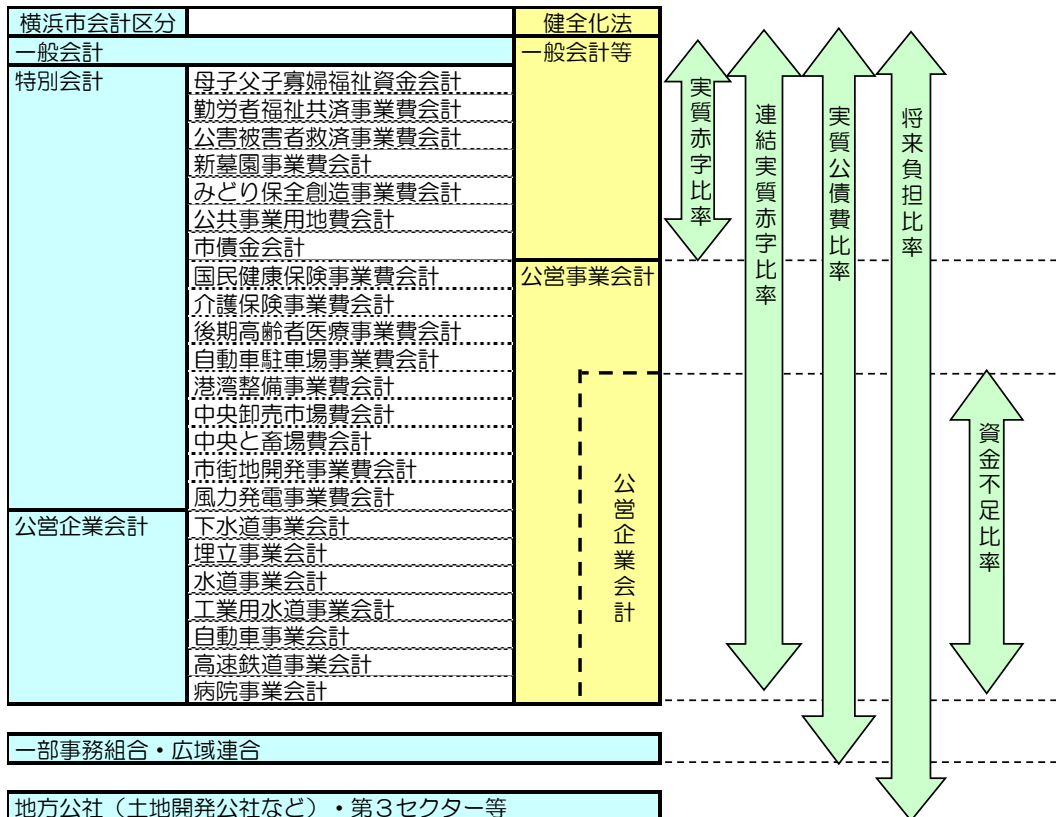 横浜市会計区分 健全化法
一般会計 一般会計等
特別会計 母子父子寡婦福祉資金会計
勤労者福祉共済事業費会計
公害被害者救済事業費会計
新墓園事業費会計
みどり保全創造事業費会計
公共事業用地費会計
市債金会計
国民健康保険事業費会計 公営事業会計
介護保険事業費会計
後期高齢者医療事業費会計
自動車駐車場事業費会計
港湾整備事業費会計
中央卸売市場費会計
中央と畜場費会計
市街地開発事業費会計
風力発電事業費会計
公営企業会計 下水道事業会計
埋立事業会計
水道事業会計
工業用水道事業会計
自動車事業会計
高速鉄道事業会計
病院事業会計
公営企業会計
実質赤字比率
連結実質赤字比率
実質公債費比率
将来負担比率
資金不足比率
一部事務組合・広域連合
地方公社（土地開発公社など）・第３セクター等